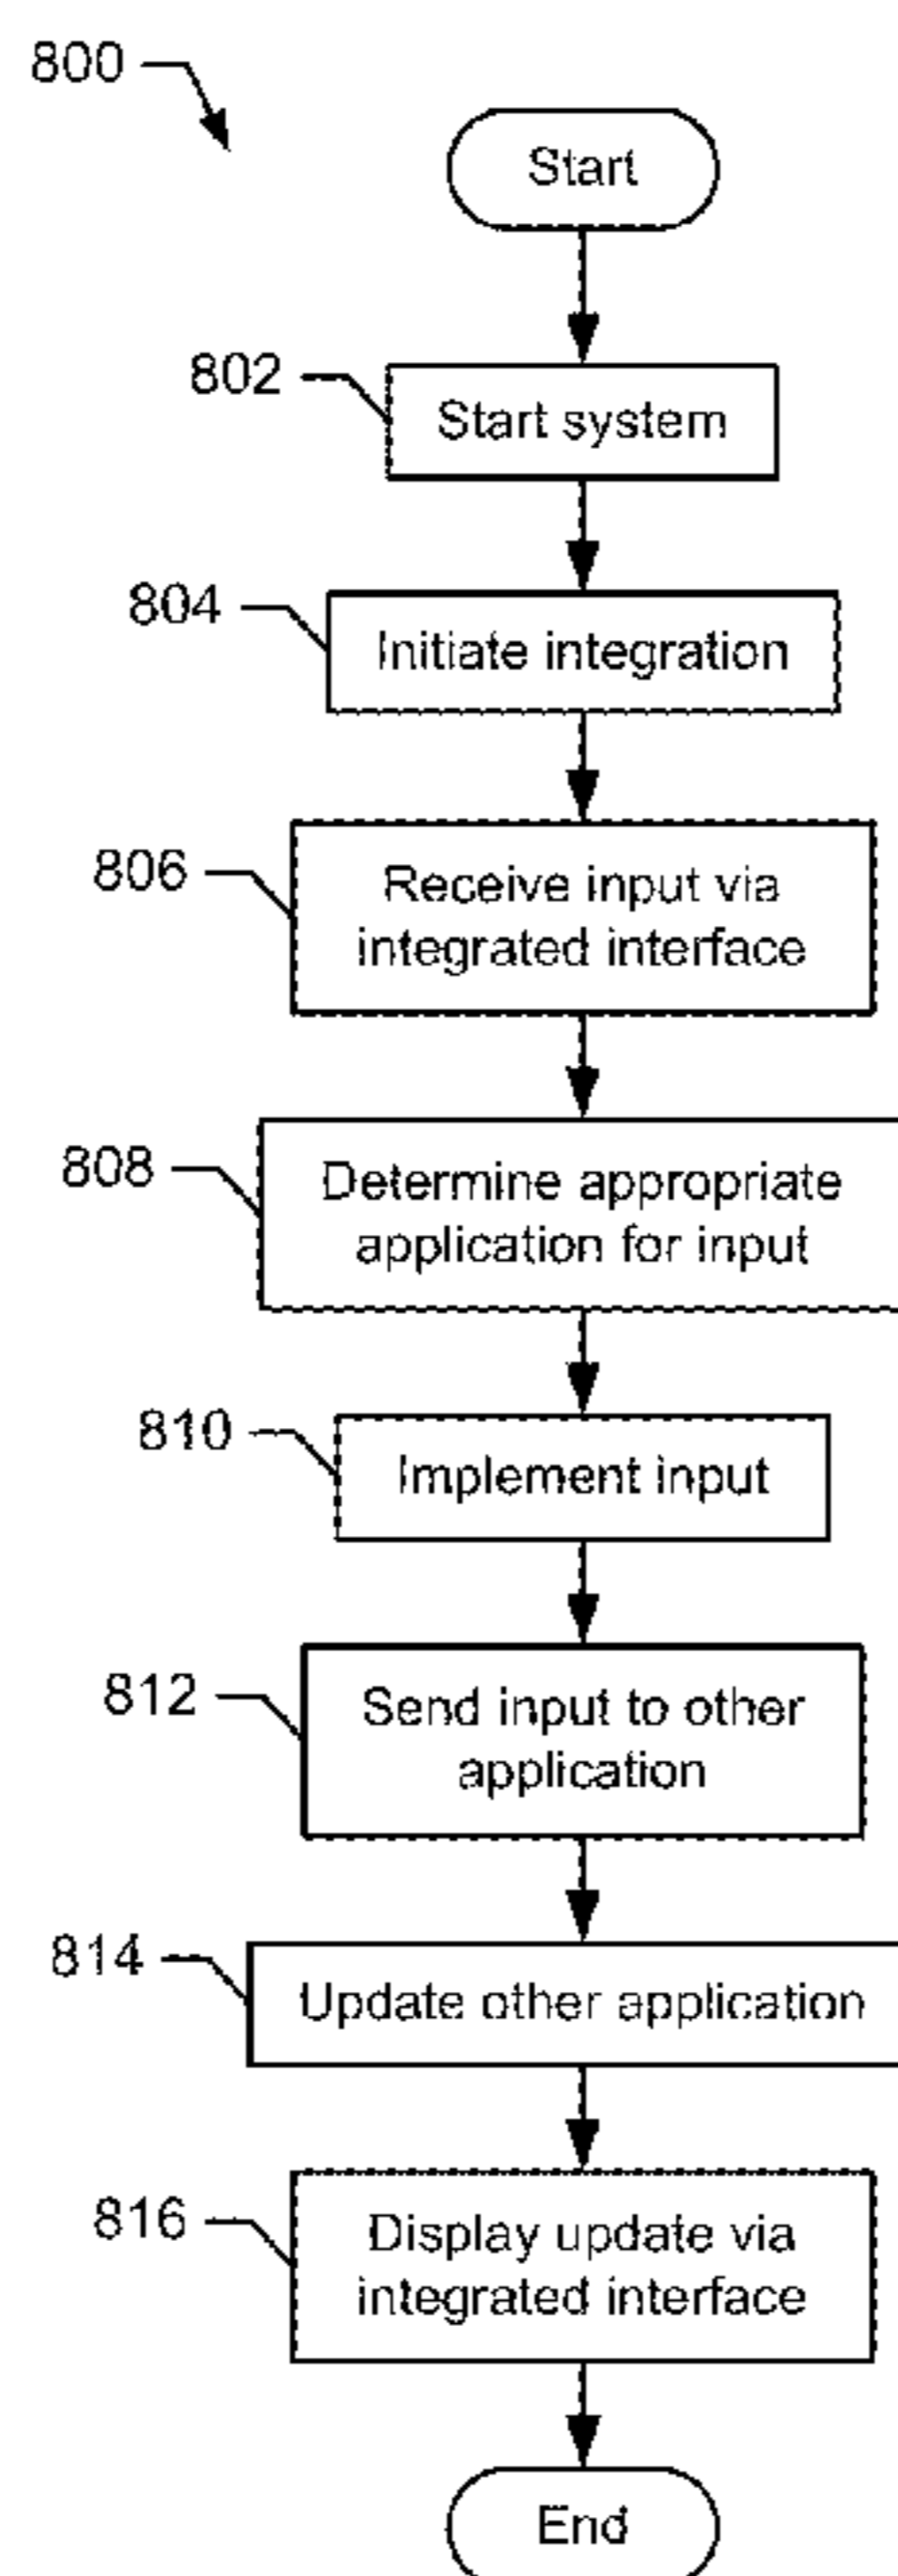 800
Start
802
Start system
804
Initiate integration
806
Receive input via
integrated interface
808
Determine appropriate
application for input
810
Implement input
812
Send input to other
application
814
Update other application
816
Display update via
integrated interface
End